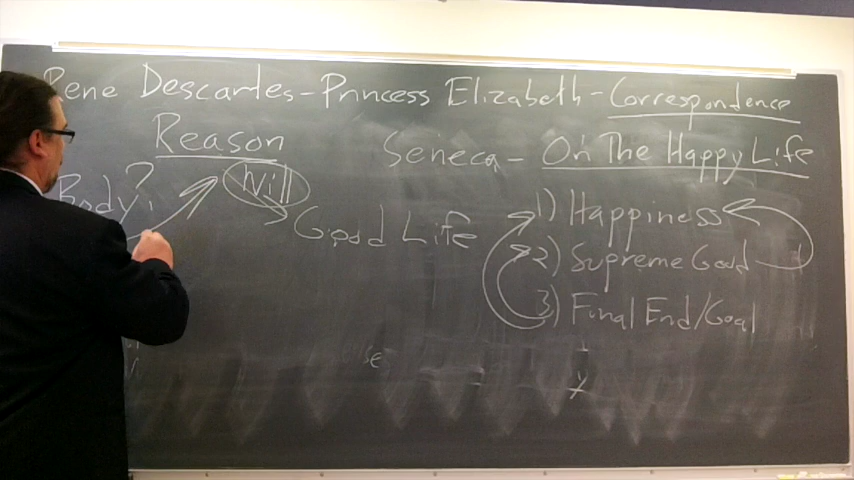 Rene Descartes - Princess Elizabeth - Correspondence
Reason
Seneca - On The Happy Life
Body?
Will
Good Life
1) Happiness
2) Supreme Good
3) Final End/Goal